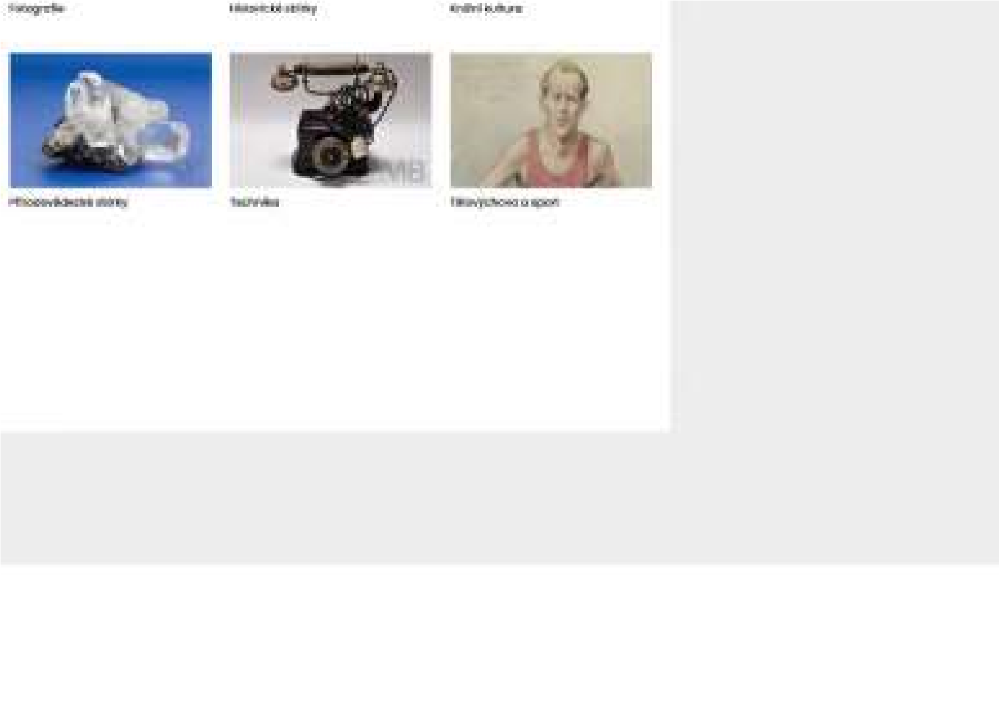 Fotografie
Historické sbírky
Knižní kultura
Přírodovědecké sbírky
Technika
Tělovýchova a sport